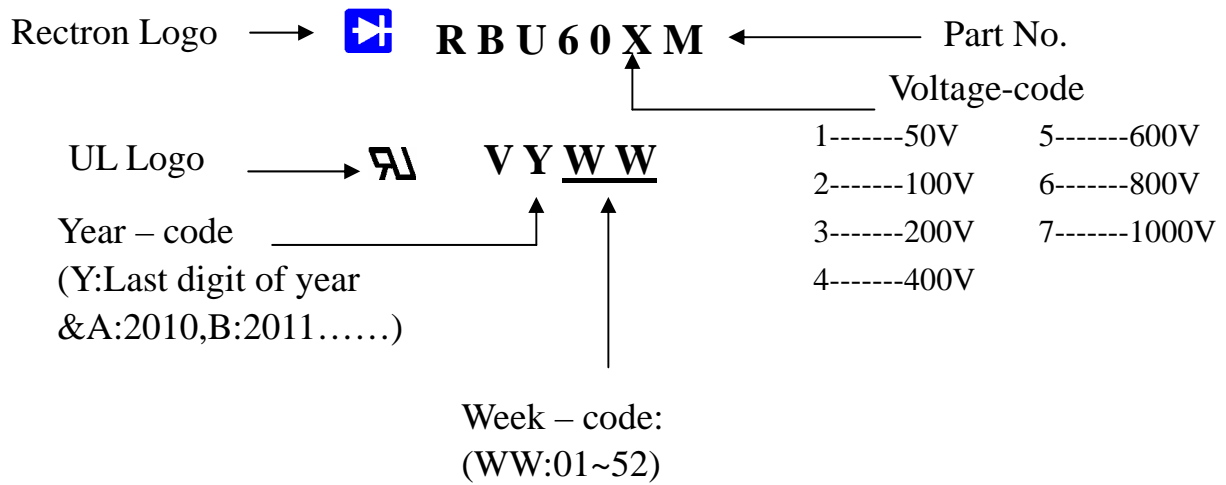 Rectron Logo R B U 6 0 X M Part No.
Voltage-code
1-------50V 5-------600V
UL Logo V Y W W
2-------100V 6-------800V
Year – code 3-------200V 7-------1000V
(Y:Last digit of year 4-------400V
&A:2010,B:2011……)
Week – code:
(WW:01~52)